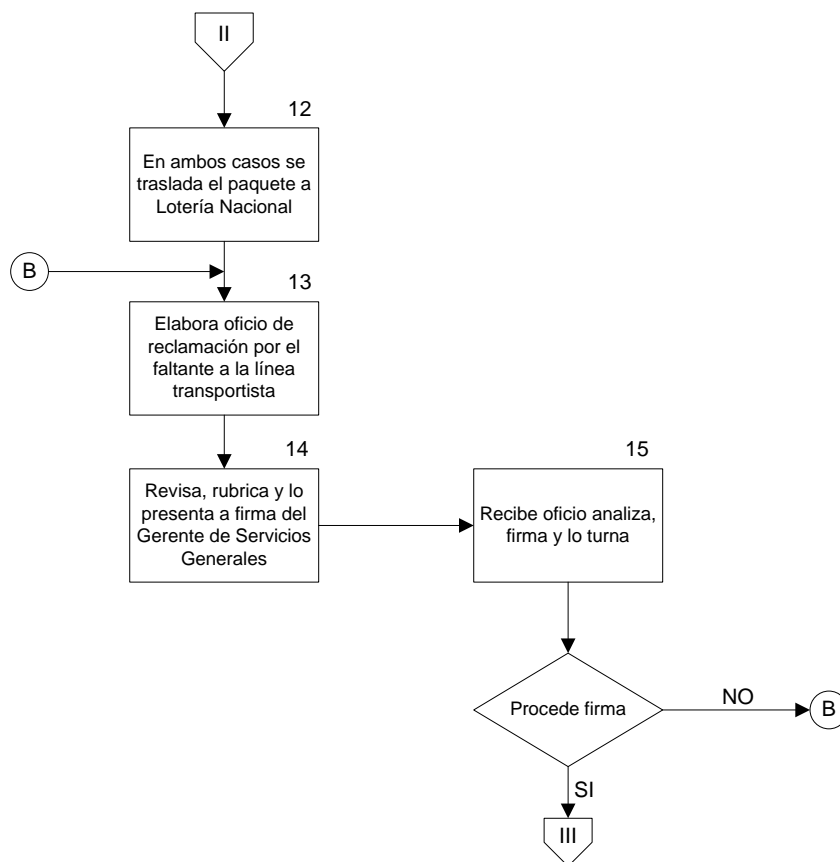 II
12
En ambos casos se
traslada el paquete a
Lotería Nacional
B
13
Elabora oficio de
reclamación por el
faltante a la línea
transportista
14
Revisa, rubrica y lo
presenta a firma del
Gerente de Servicios
Generales
15
Recibe oficio analiza,
firma y lo turna
Procede firma
NO
B
SI
III